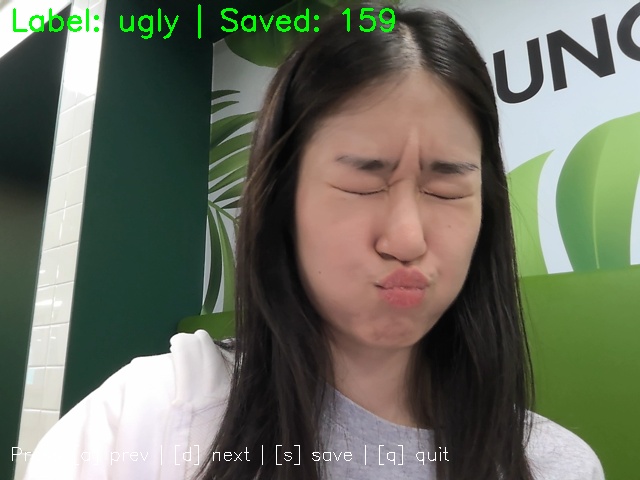 Label: ugly | Saved: 159
UNG
prev | [d] next | [s] save | [q] quit